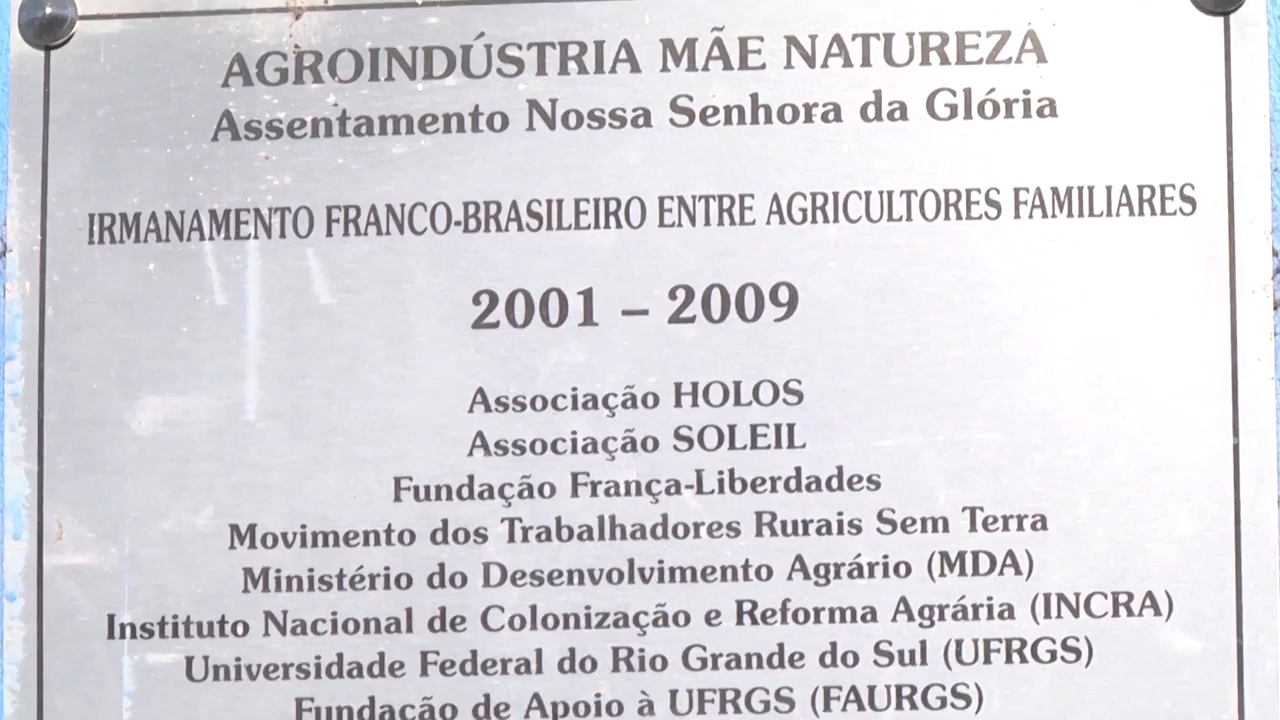 AGROINDÚSTRIA MÃE NATUREZA
Assentamento Nossa Senhora da Glória
IRMANAMENTO FRANCO-BRASILEIRO ENTRE AGRICULTORES FAMILIARES
2001 – 2009
Associação HOLOS
Associação SOLEIL
Fundação França-Liberdades
Movimento dos Trabalhadores Rurais Sem Terra
Ministério do Desenvolvimento Agrário (MDA)
Instituto Nacional de Colonização e Reforma Agrária (INCRA)
Universidade Federal do Rio Grande do Sul (UFRGS)
Fundação de Apoio à UFRGS (FAURGS)